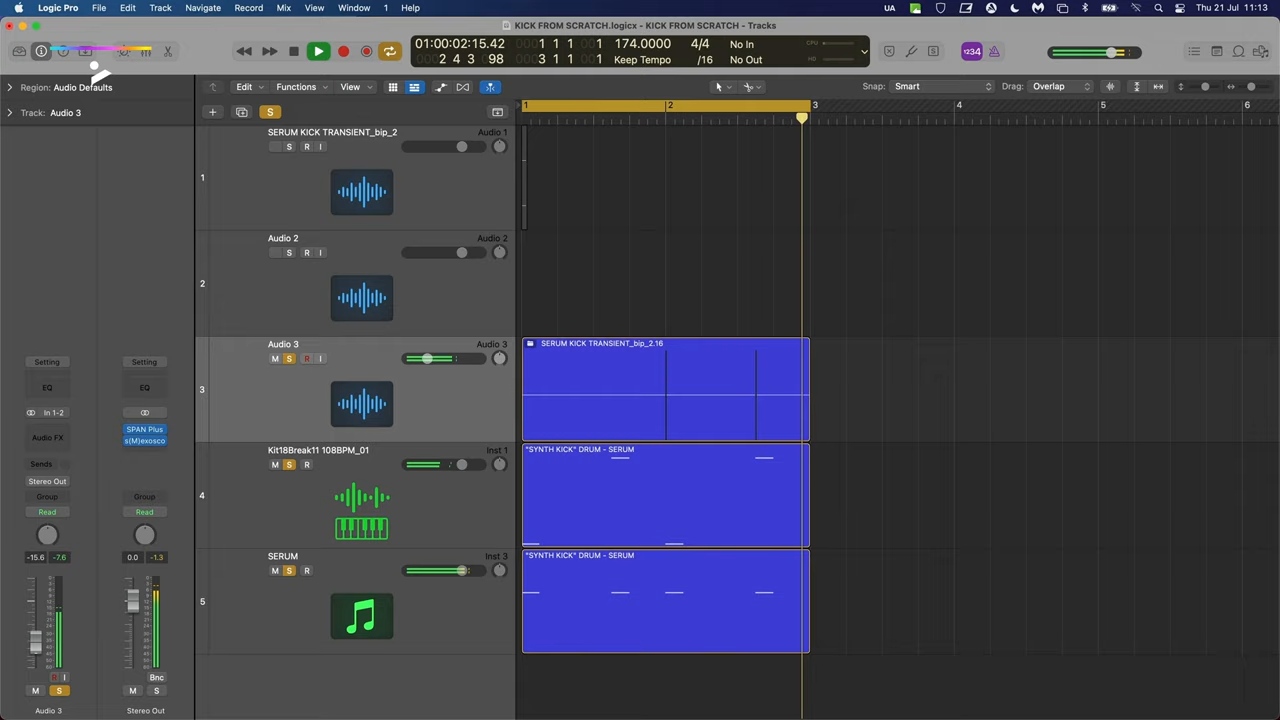 Logic Pro File Edit Track Navigate Record Mix View Window 1 Help UA Thu 21 Jul 11:13
KICK FROM SCRATCH.logicx - KICK FROM SCRATCH - Tracks
01:00:02:15.42 1 1 1 001 174.0000 4/4 No In CPU
2 4 3 98 3 1 1 001 Keep Tempo /16 No Out
1234
Region: Audio Defaults Edit Functions View Snap: Smart Drag: Overlap
Track: Audio 3 S 1 2 3 4 5 6
SERUM KICK TRANSIENT_bip_2 Audio 1
S R I
1
Audio 2 Audio 2
S R I
2
Audio 3 Audio 3 SERUM KICK TRANSIENT_bip_2.16
M S R I
3
Setting Setting
EQ EQ
In 1-2
Audio FX SPAN Plus
s(M)exosco
Sends
Stereo Out
Group Group
Read Read
Kit18Break11 108BPM_01 Inst 1 "SYNTH KICK" DRUM - SERUM
M S R
4
-15.6 -7.6 0.0 -1.3
SERUM Inst 3 "SYNTH KICK" DRUM - SERUM
M S R
5
R I Bnc
M S M S
Audio 3 Stereo Out